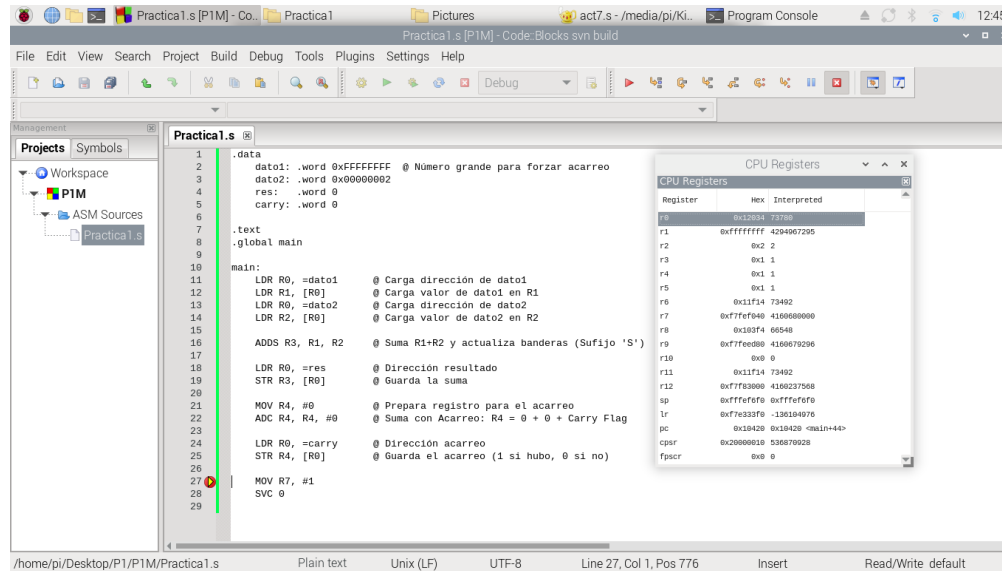 Practica1.s [P1M] - Co.. Practica1 Pictures act7.s - /media/pi/Ki.. Program Console 12:45
Practica1.s [P1M] - Code::Blocks svn build
File Edit View Search Project Build Debug Tools Plugins Settings Help
Debug
Management
Projects Symbols
Workspace
P1M
ASM Sources
Practica1.s
Practica1.s
1 .data
2 dato1: .word 0xFFFFFFFF @ Número grande para forzar acarreo
3 dato2: .word 0x00000002
4 res: .word 0
5 carry: .word 0
6
7 .text
8 .global main
9
10 main:
11 LDR R0, =dato1 @ Carga dirección de dato1
12 LDR R1, [R0] @ Carga valor de dato1 en R1
13 LDR R0, =dato2 @ Carga dirección de dato2
14 LDR R2, [R0] @ Carga valor de dato2 en R2
15
16 ADDS R3, R1, R2 @ Suma R1+R2 y actualiza banderas (Sufijo 'S')
17
18 LDR R0, =res @ Dirección resultado
19 STR R3, [R0] @ Guarda la suma
20
21 MOV R4, #0 @ Prepara registro para el acarreo
22 ADC R4, R4, #0 @ Suma con Acarreo: R4 = 0 + 0 + Carry Flag
23
24 LDR R0, =carry @ Dirección acarreo
25 STR R4, [R0] @ Guarda el acarreo (1 si hubo, 0 si no)
26
27 MOV R7, #1
28 SVC 0
29
CPU Registers
CPU Registers
Register Hex Interpreted
r0 0x12034 73780
r1 0xffffffff 4294967295
r2 0x2 2
r3 0x1 1
r4 0x1 1
r5 0x1 1
r6 0x11f14 73492
r7 0xf7fef040 4160680000
r8 0x103f4 66548
r9 0xf7feed80 4160679296
r10 0x0 0
r11 0x11f14 73492
r12 0xf7f83000 4160237568
sp 0xfffef6f0 0xfffef6f0
lr 0xf7e333f0 -136104976
pc 0x10420 0x10420 <main+44>
cpsr 0x20000010 536870928
fpscr 0x0 0
/home/pi/Desktop/P1/P1M/Practica1.s Plain text Unix (LF) UTF-8 Line 27, Col 1, Pos 776 Insert Read/Write default